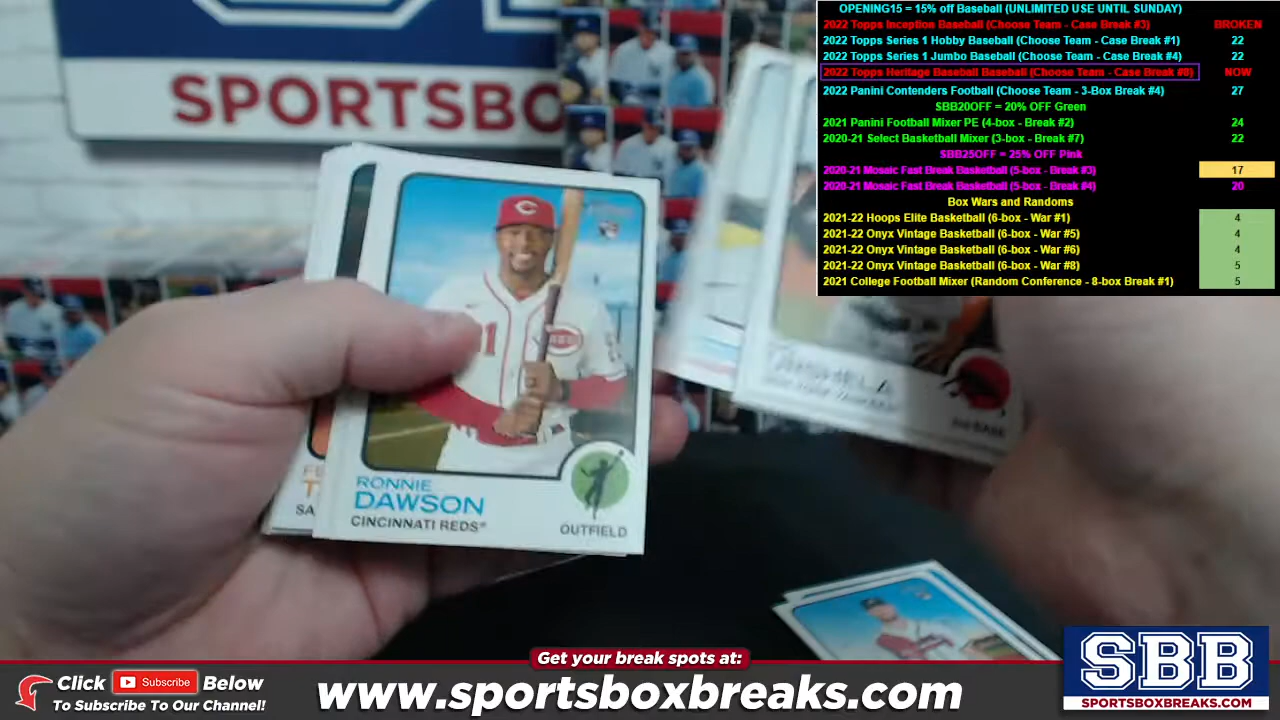 OPENING15 = 15% off Baseball (UNLIMITED USE UNTIL SUNDAY)
2022 Topps Inception Baseball (Choose Team - Case Break #3) BROKEN
2022 Topps Series 1 Hobby Baseball (Choose Team - Case Break #1) 22
2022 Topps Series 1 Jumbo Baseball (Choose Team - Case Break #4) 22
2022 Topps Heritage Baseball Baseball (Choose Team - Case Break #8) NOW
2022 Panini Contenders Football (Choose Team - 3-Box Break #4) 27
SBB20OFF = 20% OFF Green
2021 Panini Football Mixer PE (4-box - Break #2) 24
2020-21 Select Basketball Mixer (3-box - Break #7) 22
SBB25OFF = 25% OFF Pink
2020-21 Mosaic Fast Break Basketball (5-box - Break #3) 17
2020-21 Mosaic Fast Break Basketball (5-box - Break #4) 20
Box Wars and Randoms
2021-22 Hoops Elite Basketball (6-box - War #1) 4
2021-22 Onyx Vintage Basketball (6-box - War #5) 4
2021-22 Onyx Vintage Basketball (6-box - War #6) 4
2021-22 Onyx Vintage Basketball (6-box - War #8) 5
2021 College Football Mixer (Random Conference - 8-box Break #1) 5
SPORTSBO
C
REDS
RONNIE
DAWSON
CINCINNATI REDS
OUTFIELD
SA
Get your break spots at:
Click Subscribe Below
To Subscribe To Our Channel!
www.sportsboxbreaks.com
SBB
SPORTSBOXBREAKS.COM